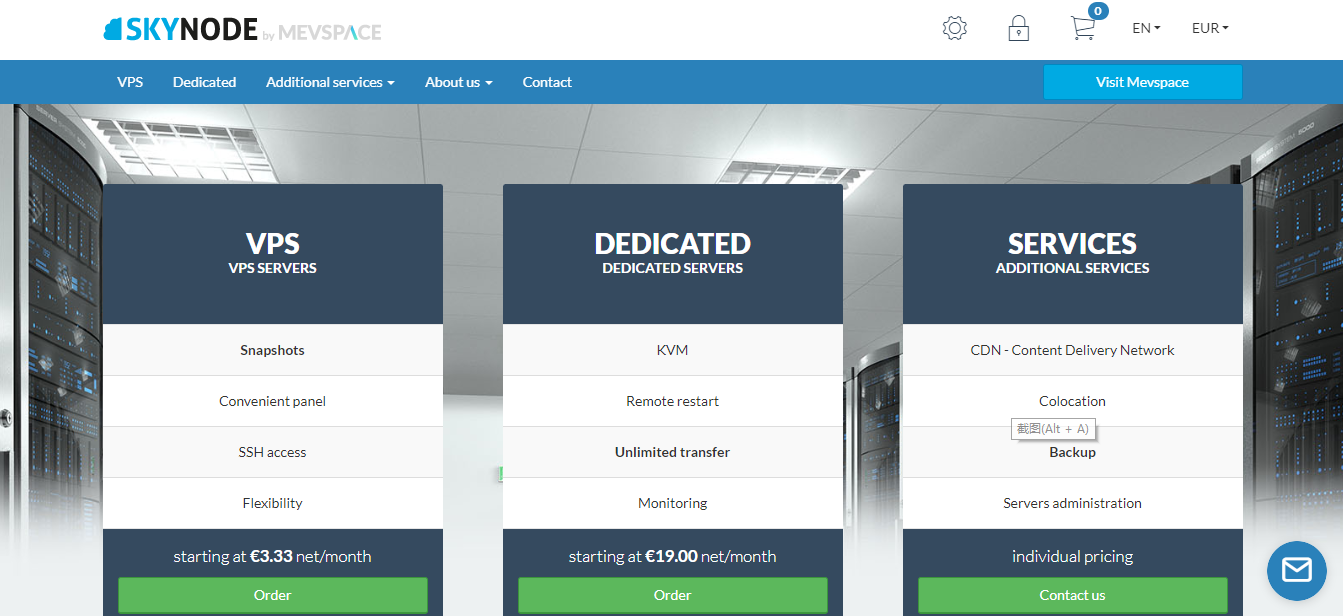 SKYNODE by MEVSPACE
0
EN
EUR
VPS
Dedicated
Additional services
About us
Contact
Visit Mevspace
VPS
VPS SERVERS
Snapshots
Convenient panel
SSH access
Flexibility
starting at €3.33 net/month
Order
DEDICATED
DEDICATED SERVERS
KVM
Remote restart
Unlimited transfer
Monitoring
starting at €19.00 net/month
Order
SERVICES
ADDITIONAL SERVICES
CDN - Content Delivery Network
Colocation
截图(Alt + A)
Backup
Servers administration
individual pricing
Contact us